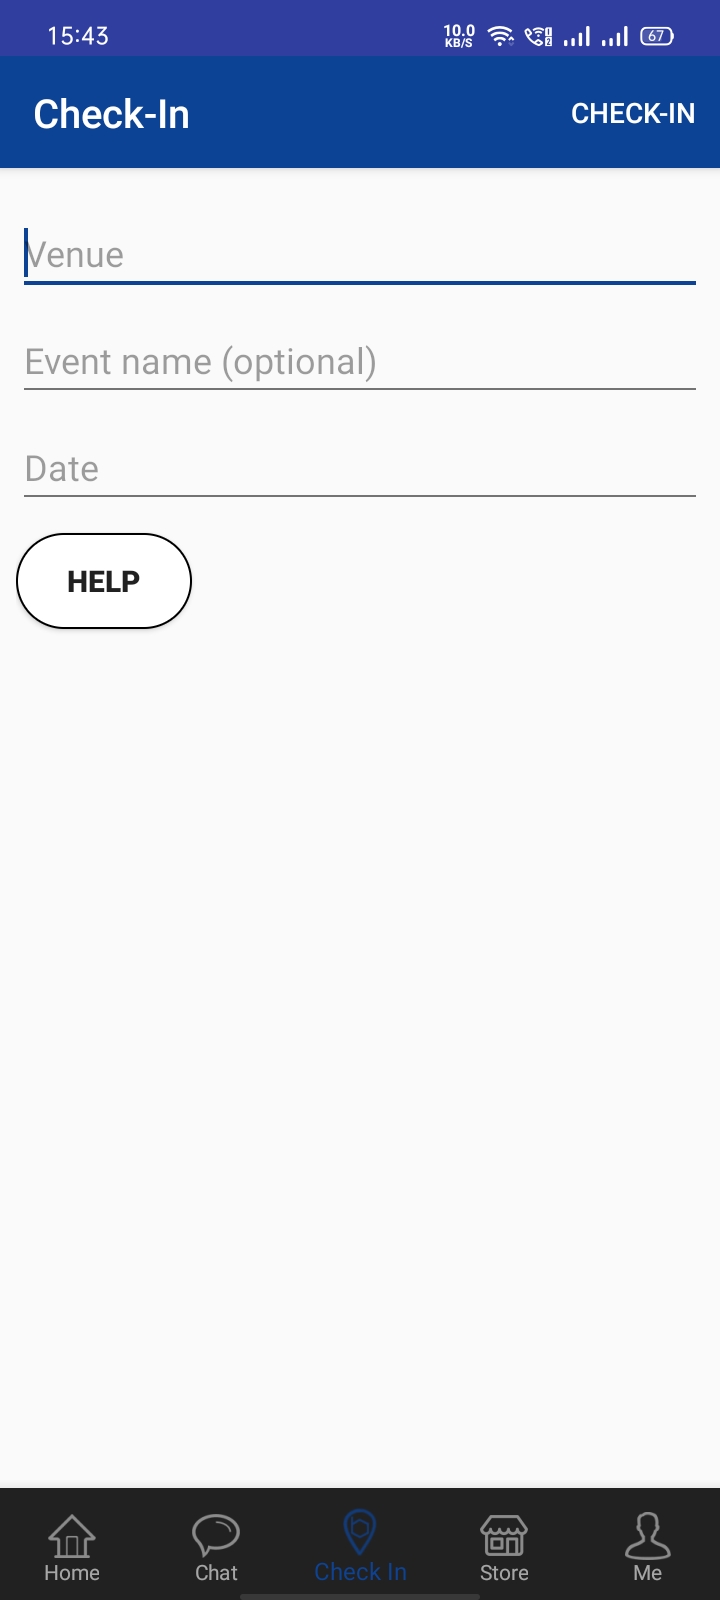 15:43
10.0
KB/S
67
Check-In
CHECK-IN
Venue
Event name (optional)
Date
HELP
Home
Chat
Check In
Store
Me